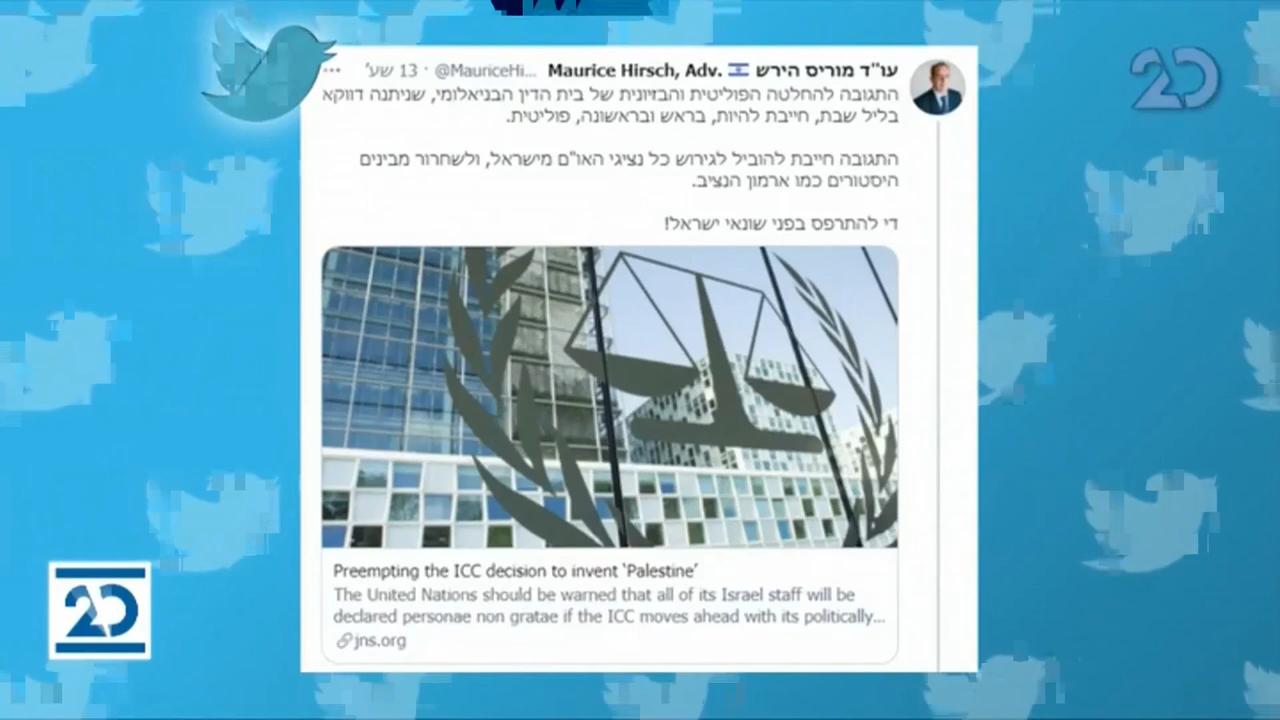 עו"ד מוריס הירש Maurice Hirsch, Adv. @MauriceHi... · 13 שע' ...
התגובה להחלטה הפוליטית והבזיונית של בית הדין הבינלאומי, שניתנה דווקא
בליל שבת, חייבת להיות, בראש ובראשונה, פוליטית.
התגובה חייבת להוביל לגירוש כל נציגי האו"ם מישראל, ולשחרור מבינים
היסטורים כמו ארמון הנציב.
די להתרפס בפני שונאי ישראל!
Preempting the ICC decision to invent 'Palestine'
The United Nations should be warned that all of its Israel staff will be
declared personae non gratae if the ICC moves ahead with its politically...
jns.org
20
20